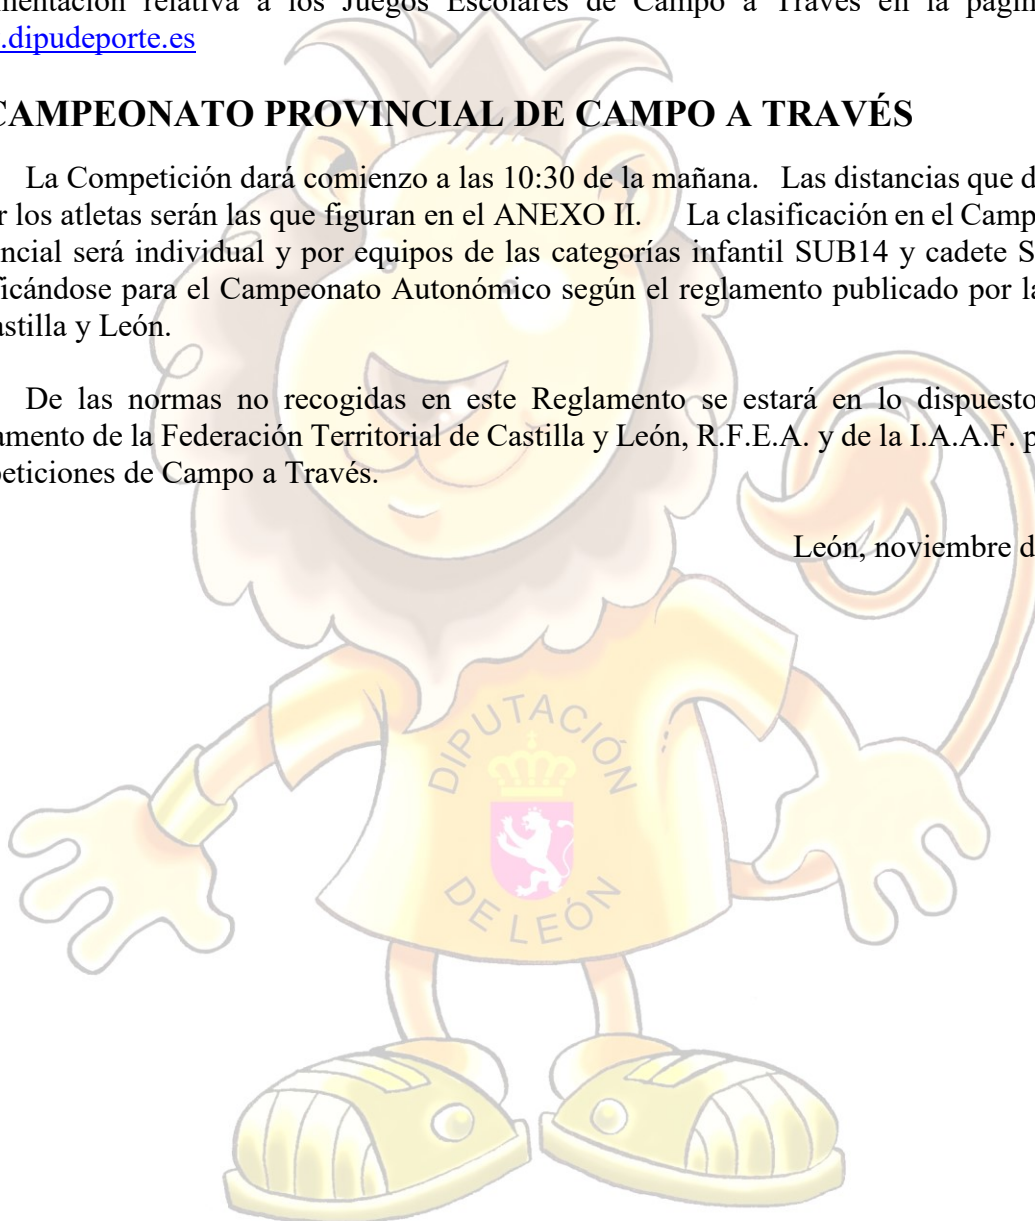 mentación relativa a los Juegos Escolares de Campo a Través en la págin
.dipudeporte.es
CAMPEONATO PROVINCIAL DE CAMPO A TRAVÉS
La Competición dará comienzo a las 10:30 de la mañana. Las distancias que d
r los atletas serán las que figuran en el ANEXO II. La clasificación en el Camp
ncial será individual y por equipos de las categorías infantil SUB14 y cadete S
ficándose para el Campeonato Autonómico según el reglamento publicado por la
astilla y León.
De las normas no recogidas en este Reglamento se estará en lo dispuesto
amento de la Federación Territorial de Castilla y León, R.F.E.A. y de la I.A.A.F. p
peticiones de Campo a Través.
León, noviembre d
DIPUTACIÓN
DE LEÓN